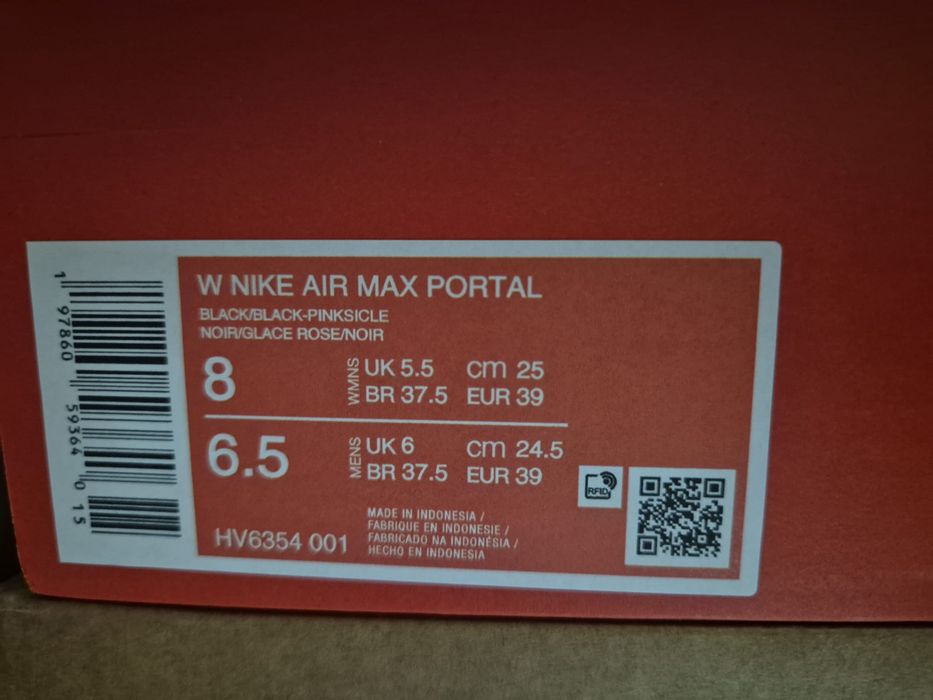 W NIKE AIR MAX PORTAL
BLACK/BLACK-PINKSICLE
NOIR/GLACE ROSE/NOIR
8
WMNS
UK 5.5 cm 25
BR 37.5 EUR 39
6.5
MENS
UK 6 cm 24.5
BR 37.5 EUR 39
RFID
HV6354 001
MADE IN INDONESIA /
FABRIQUE EN INDONESIE /
FABRICADO NA INDONÉSIA /
HECHO EN INDONESIA
1 97860 59364 0 15